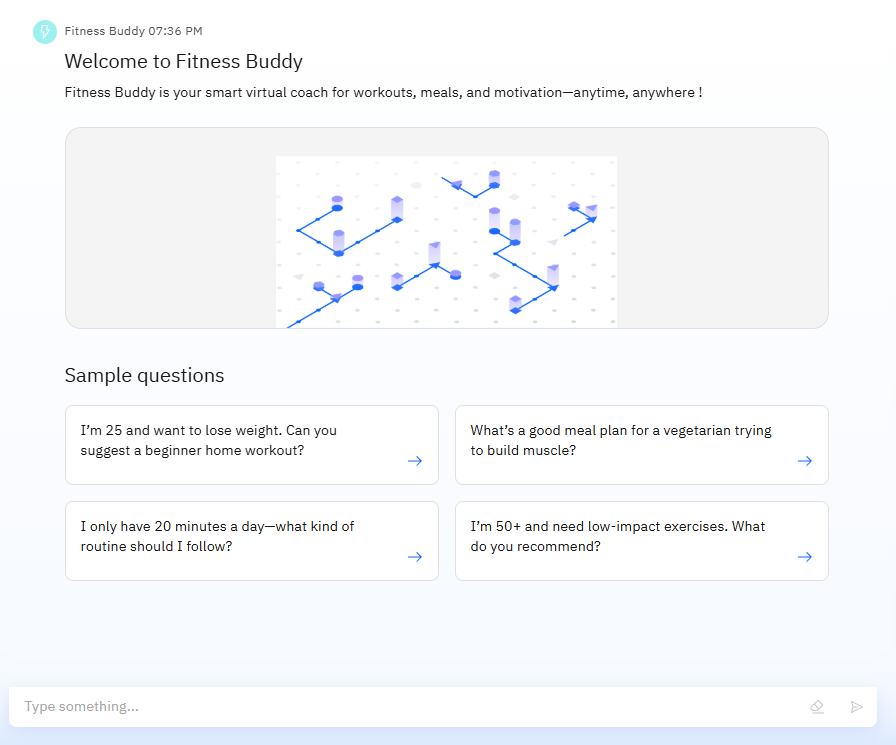 Fitness Buddy 07:36 PM
Welcome to Fitness Buddy
Fitness Buddy is your smart virtual coach for workouts, meals, and motivation—anytime, anywhere !
Sample questions
I’m 25 and want to lose weight. Can you
suggest a beginner home workout?
What’s a good meal plan for a vegetarian trying
to build muscle?
I only have 20 minutes a day—what kind of
routine should I follow?
I’m 50+ and need low-impact exercises. What
do you recommend?
Type something...